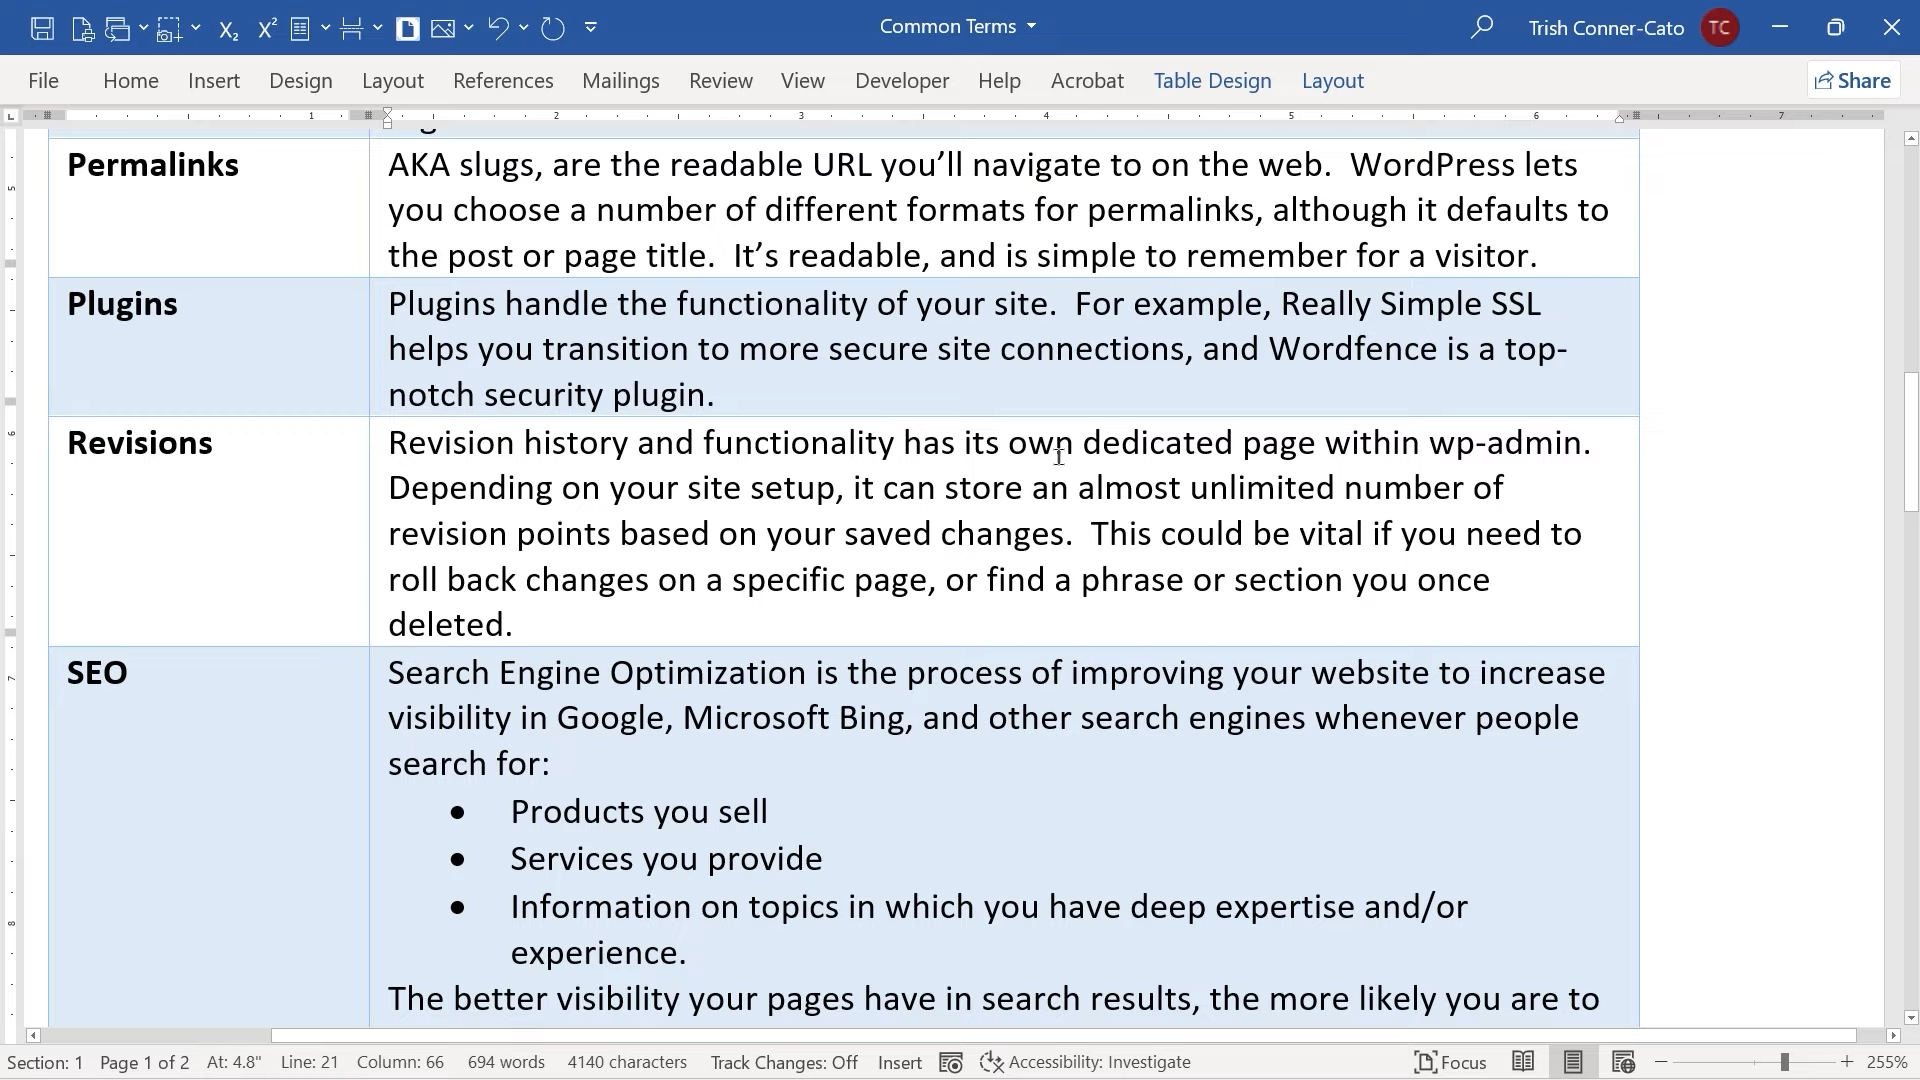 Common Terms
Trish Conner-Cato
TC
File Home Insert Design Layout References Mailings Review View Developer Help Acrobat Table Design Layout Share
1 2 3 4 5 6 7
Permalinks
AKA slugs, are the readable URL you’ll navigate to on the web.  WordPress lets
you choose a number of different formats for permalinks, although it defaults to
the post or page title.  It’s readable, and is simple to remember for a visitor.
Plugins
Plugins handle the functionality of your site.  For example, Really Simple SSL
helps you transition to more secure site connections, and Wordfence is a top-
notch security plugin.
Revisions
Revision history and functionality has its own dedicated page within wp-admin.
Depending on your site setup, it can store an almost unlimited number of
revision points based on your saved changes.  This could be vital if you need to
roll back changes on a specific page, or find a phrase or section you once
deleted.
SEO
Search Engine Optimization is the process of improving your website to increase
visibility in Google, Microsoft Bing, and other search engines whenever people
search for:
• Products you sell
• Services you provide
• Information on topics in which you have deep expertise and/or
experience.
The better visibility your pages have in search results, the more likely you are to
Section: 1 Page 1 of 2 At: 4.8" Line: 21 Column: 66 694 words 4140 characters Track Changes: Off Insert Accessibility: Investigate Focus 255%